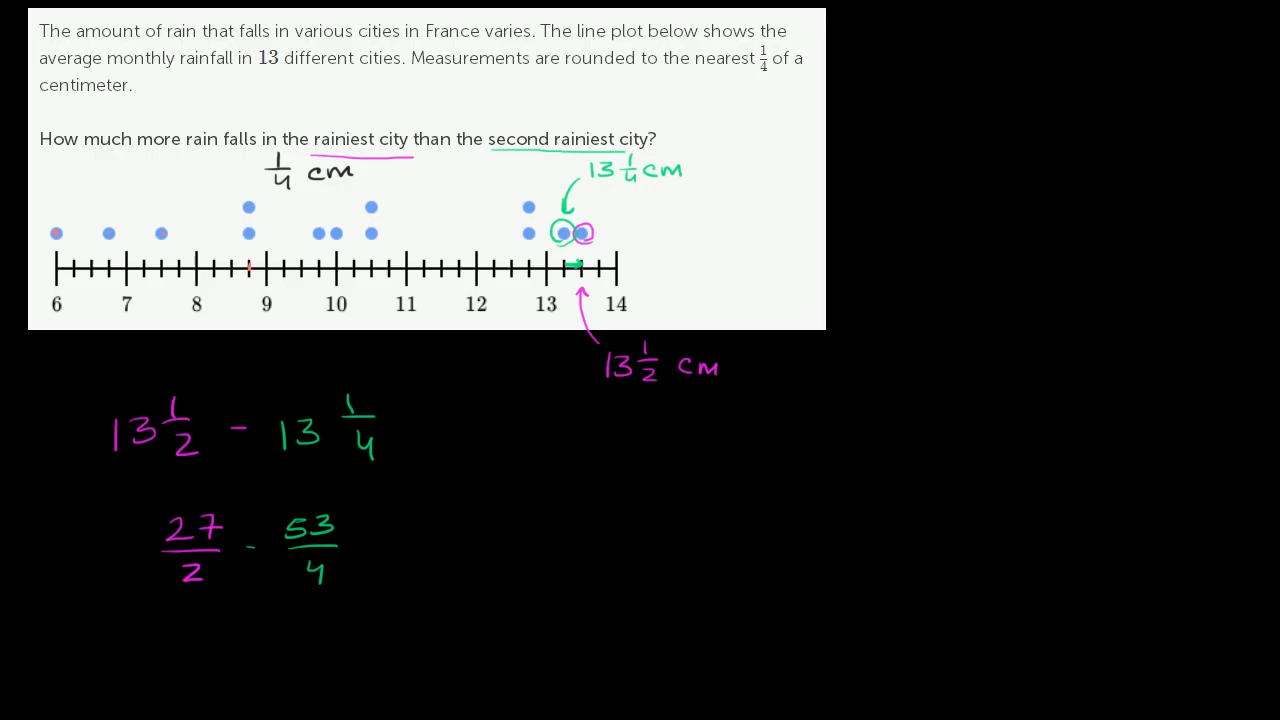 The amount of rain that falls in various cities in France varies. The line plot below shows the
average monthly rainfall in 13 different cities. Measurements are rounded to the nearest 1/4 of a
centimeter.
How much more rain falls in the rainiest city than the second rainiest city?
1/4 cm
13 1/4 cm
6 7 8 9 10 11 12 13 14
13 1/2 cm
13 1/2 - 13 1/4
27/2 - 53/4